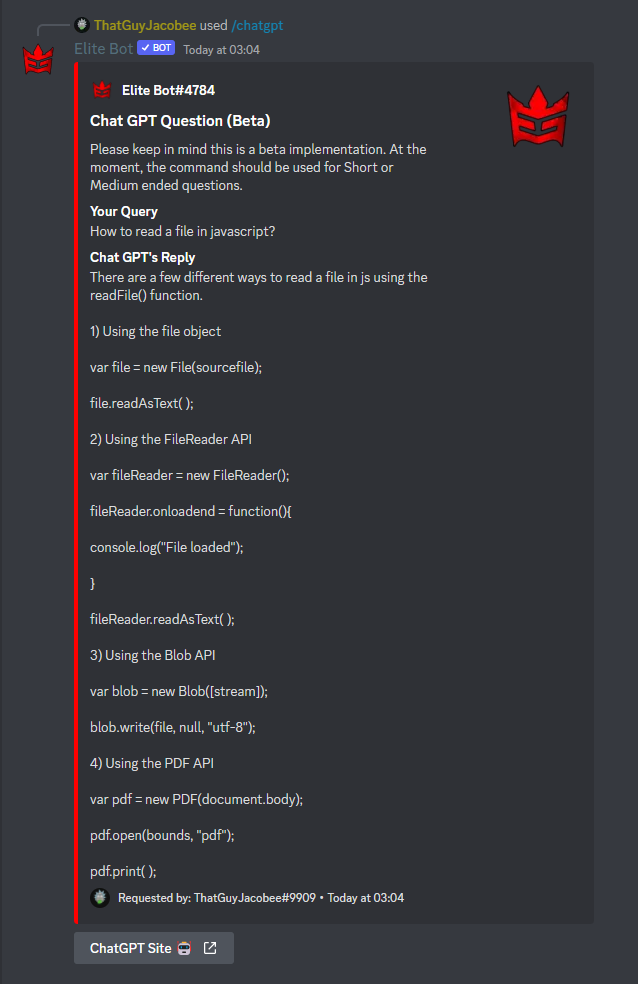 ThatGuyJacobee used /chatgpt
Elite Bot ✓ BOT Today at 03:04
Elite Bot#4784
Chat GPT Question (Beta)
Please keep in mind this is a beta implementation. At the
moment, the command should be used for Short or
Medium ended questions.
Your Query
How to read a file in javascript?
Chat GPT's Reply
There are a few different ways to read a file in js using the
readFile() function.
1) Using the file object
var file = new File(sourcefile);
file.readAsText( );
2) Using the FileReader API
var fileReader = new FileReader();
fileReader.onloadend = function(){
console.log("File loaded");
}
fileReader.readAsText( );
3) Using the Blob API
var blob = new Blob([stream]);
blob.write(file, null, "utf-8");
4) Using the PDF API
var pdf = new PDF(document.body);
pdf.open(bounds, "pdf");
pdf.print( );
Requested by: ThatGuyJacobee#9909 • Today at 03:04
ChatGPT Site